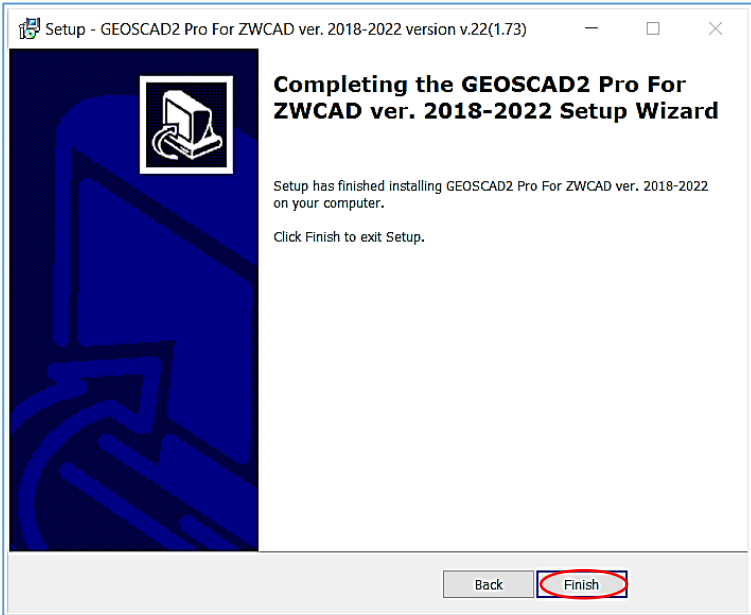 Setup - GEOSCAD2 Pro For ZWCAD ver. 2018-2022 version v.22(1.73)
Completing the GEOSCAD2 Pro For
ZWCAD ver. 2018-2022 Setup Wizard
Setup has finished installing GEOSCAD2 Pro For ZWCAD ver. 2018-2022
on your computer.
Click Finish to exit Setup.
Back
Finish